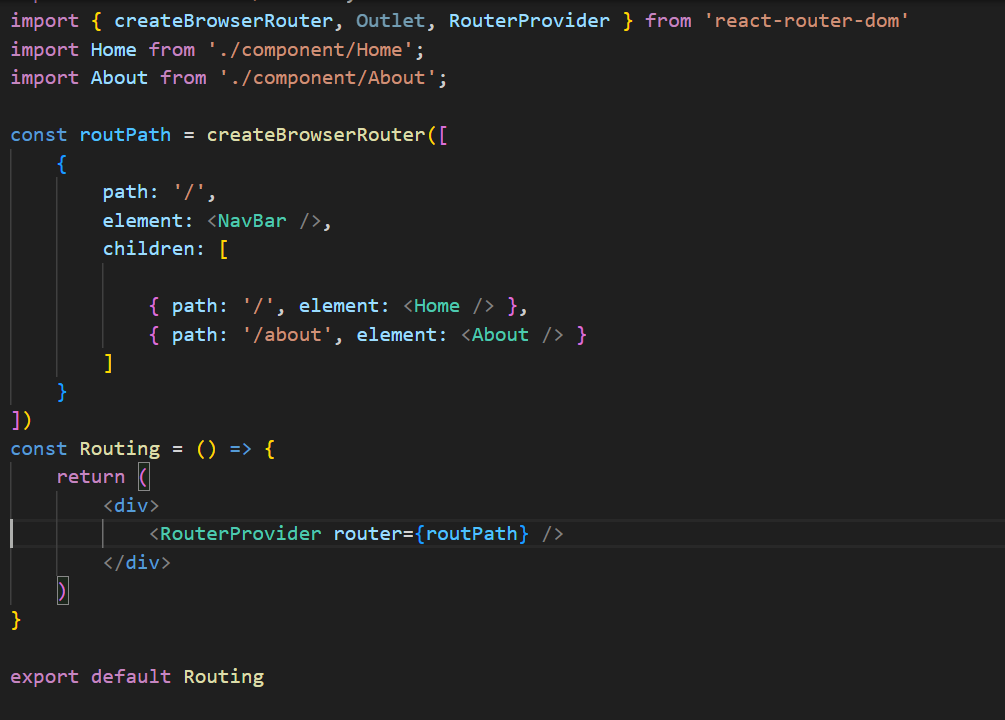 import { createBrowserRouter, Outlet, RouterProvider } from 'react-router-dom'
import Home from './component/Home';
import About from './component/About';
const routPath = createBrowserRouter([
{
path: '/',
element: <NavBar />,
children: [
{ path: '/', element: <Home /> },
{ path: '/about', element: <About /> }
]
}
])
const Routing = () => {
return (
<div>
<RouterProvider router={routPath} />
</div>
)
}
export default Routing